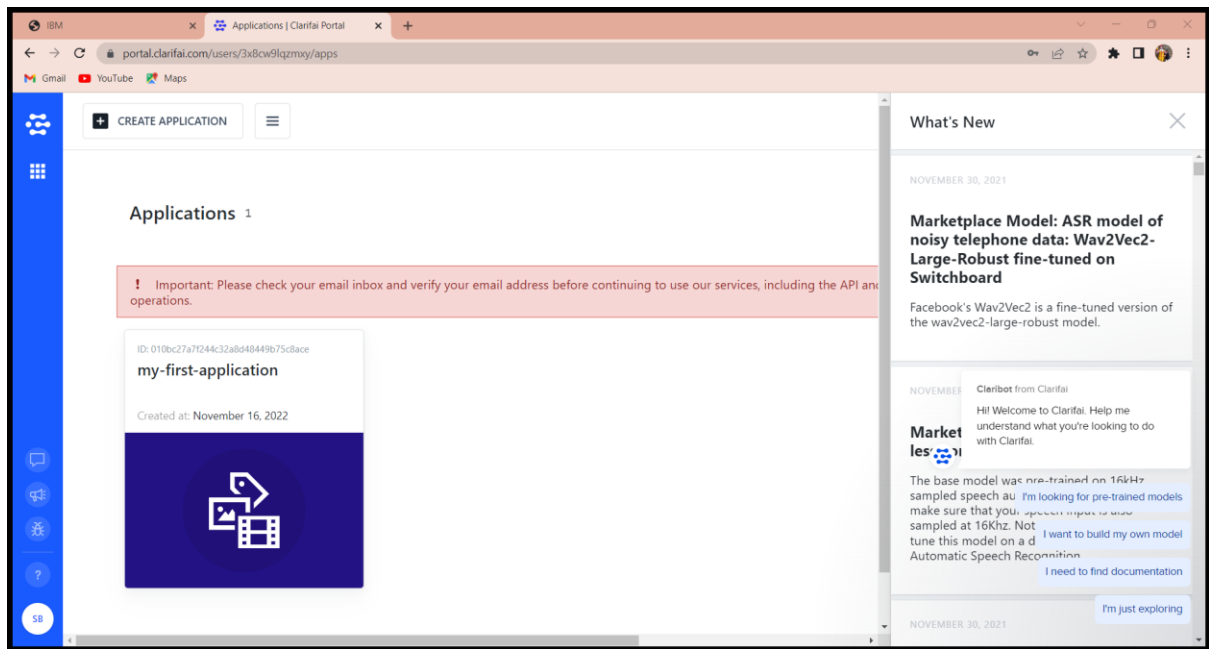 IBM
Applications | Clarifai Portal
portal.clarifai.com/users/3x8cw9lqzmxy/apps
Gmail
YouTube
Maps
CREATE APPLICATION
Applications 1
! Important: Please check your email inbox and verify your email address before continuing to use our services, including the API and
operations.
ID: 010bc27a7f244c32a8d48449b75c8ace
my-first-application
Created at: November 16, 2022
?
SB
What's New
NOVEMBER 30, 2021
Marketplace Model: ASR model of
noisy telephone data: Wav2Vec2-
Large-Robust fine-tuned on
Switchboard
Facebook's Wav2Vec2 is a fine-tuned version of
the wav2vec2-large-robust model.
NOVEMBER
Market
The base model was pre-trained on 16kHz
sampled speech au
make sure that your speech input is also
sampled at 16Khz. Not
tune this model on a d
Automatic Speech Recognition
NOVEMBER 30, 2021
Claribot from Clarifai
Hi! Welcome to Clarifai. Help me
understand what you're looking to do
with Clarifai.
I'm looking for pre-trained models
I want to build my own model
I need to find documentation
I'm just exploring